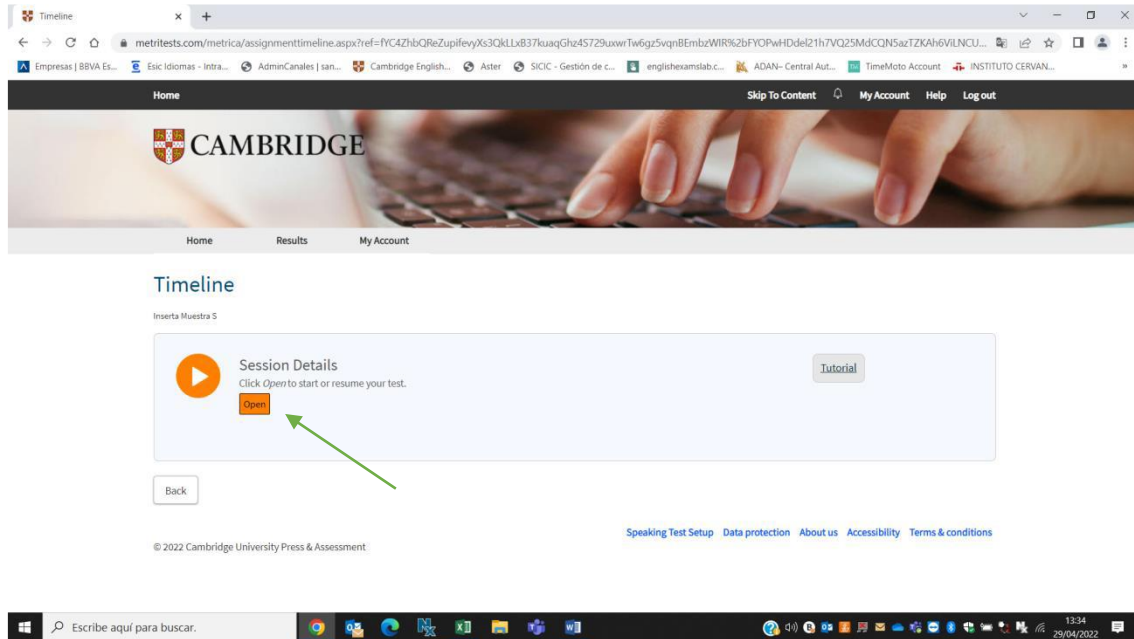 Timeline
metritests.com/metrica/assignmenttimeline.aspx?ref=fYC4ZhbQReZupifevyXs3QkLLxB37kuaqGhz4S729uxwrTw6gz5vqnBEmbzWIR%2bFYOPwHDdel21h7VQ25MdCQN5azTZKAh6ViLNCU...
Empresas | BBVA Es... Esic Idiomas - Intra... AdminCanales | san... Cambridge English... Aster SICIC - Gestión de c... englishexamslab.c... ADAN– Central Aut... TimeMoto Account INSTITUTO CERVAN... »
Home Skip To Content My Account Help Log out
CAMBRIDGE
Home Results My Account
Timeline
Inserta Muestra S
Session Details
Click Open to start or resume your test.
Tutorial
Open
Back
Speaking Test Setup Data protection About us Accessibility Terms & conditions
© 2022 Cambridge University Press & Assessment
Escribe aquí para buscar.
13:34
29/04/2022